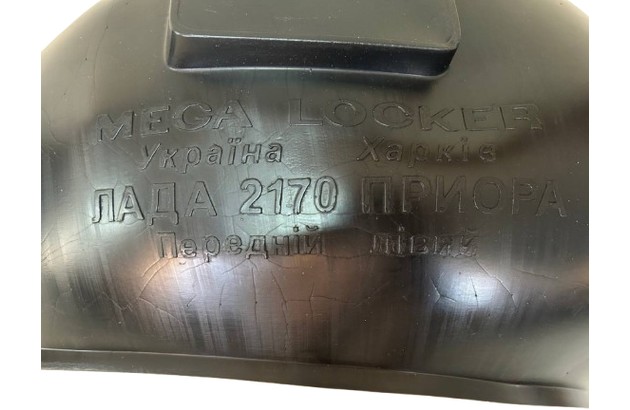 MEGA LOCKER
Україна Харків
ЛАДА 2170 ПРИОРА
Передній лівий